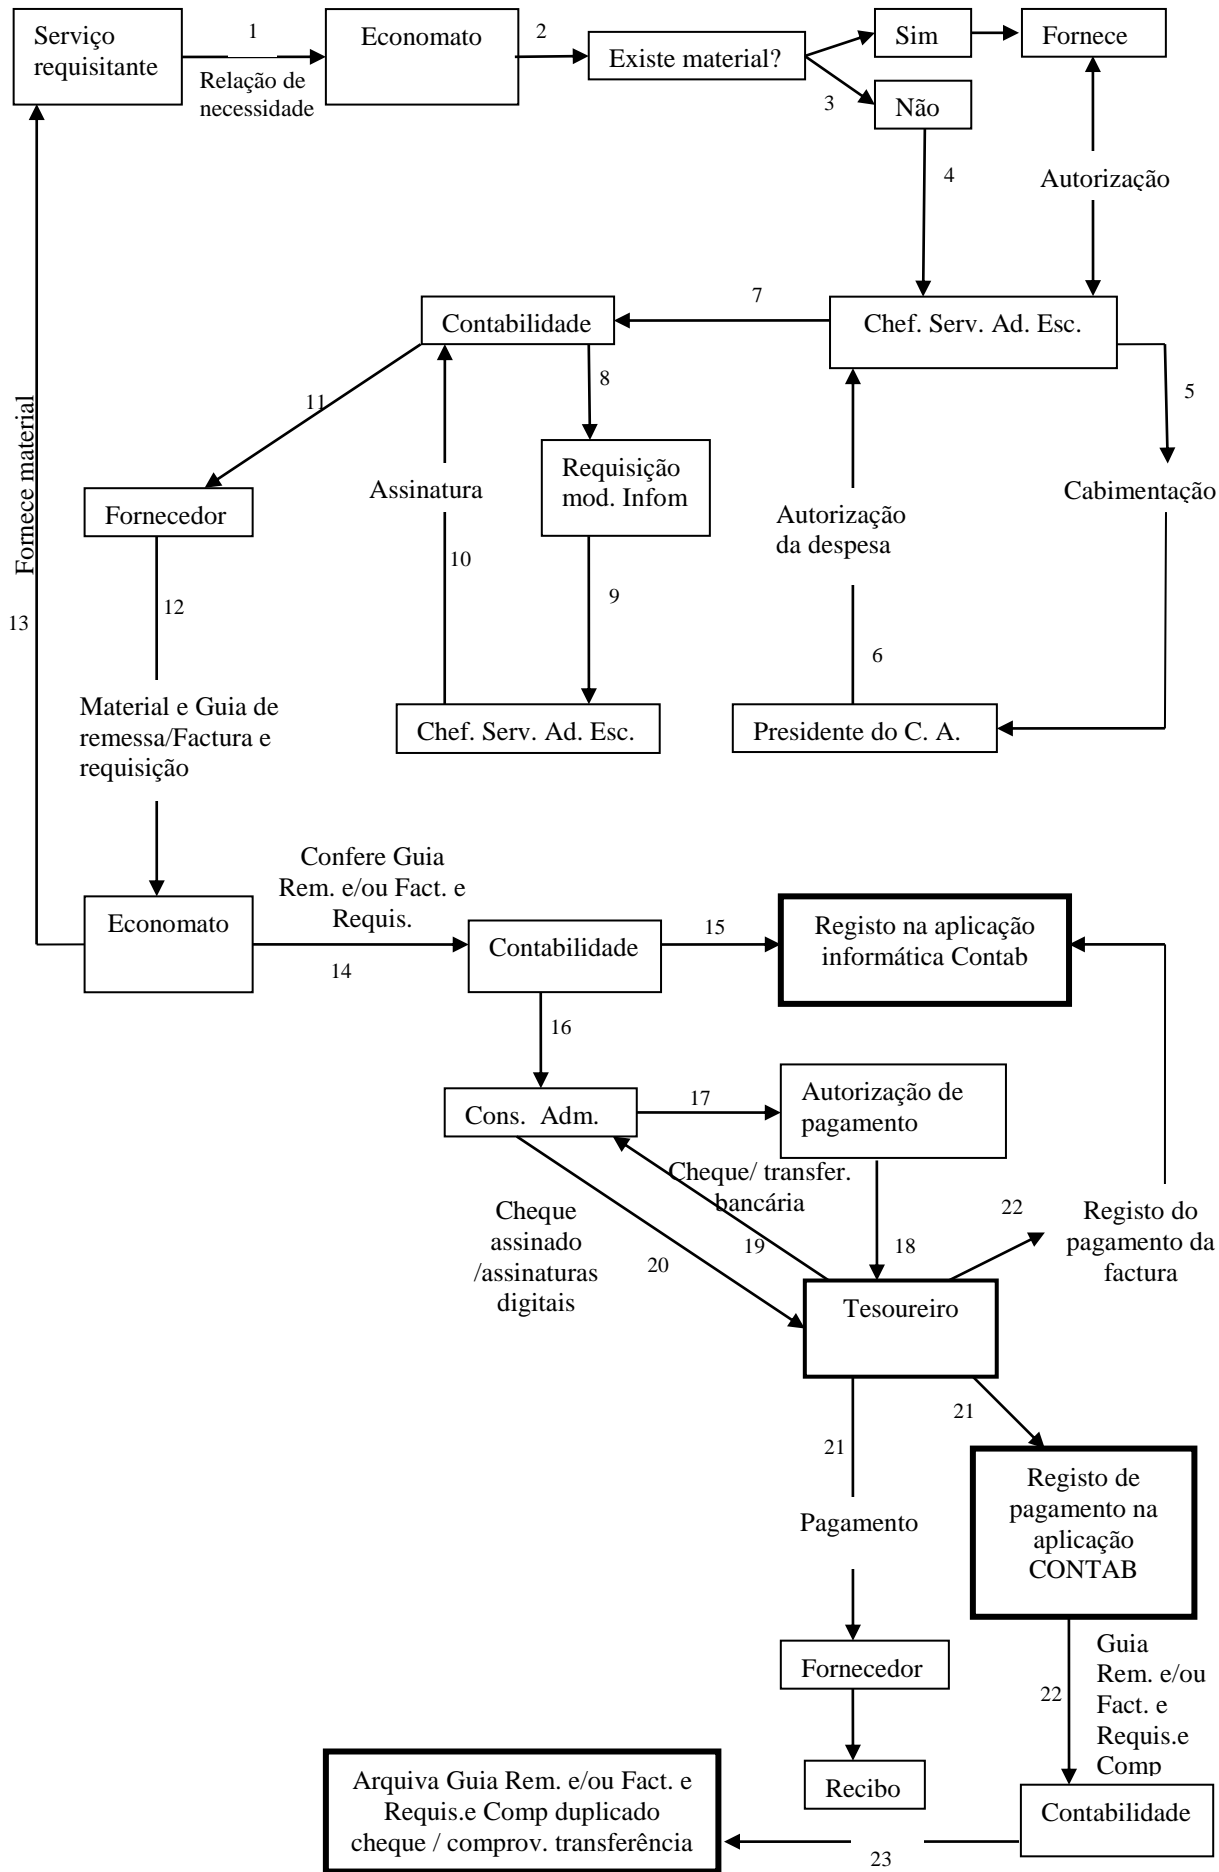 Serviço
requisitante
1
Relação de
necessidade
Economato
2
Existe material?
Sim
Fornece
3
Não
4
Autorização
Contabilidade
7
Chef. Serv. Ad. Esc.
8
5
11
Fornece material
Assinatura
Requisição
mod. Infom
Cabimentação
Fornecedor
Autorização
da despesa
10
9
12
13
6
Material e Guia de
remessa/Factura e
requisição
Chef. Serv. Ad. Esc.
Presidente do C. A.
Confere Guia
Rem. e/ou Fact. e
Requis.
Economato
14
Contabilidade
15
Registo na aplicação
informática Contab
16
Cons. Adm.
17
Autorização de
pagamento
Cheque/ transfer.
bancária
Cheque
assinado
/assinaturas
digitais
20
19
18
22
Registo do
pagamento da
factura
Tesoureiro
21
21
Pagamento
Registo de
pagamento na
aplicação
CONTAB
Fornecedor
22
Guia
Rem. e/ou
Fact. e
Requis.e
Comp
Recibo
Arquiva Guia Rem. e/ou Fact. e
Requis.e Comp duplicado
cheque / comprov. transferência
Contabilidade
23